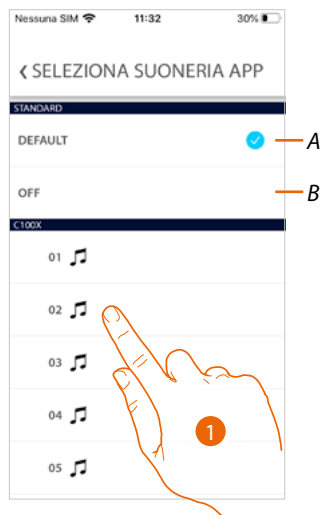 Nessuna SIM 11:32 30%
SELEZIONA SUONERIA APP
STANDARD
DEFAULT
A
OFF
B
C100X
01
02
03
04
1
05